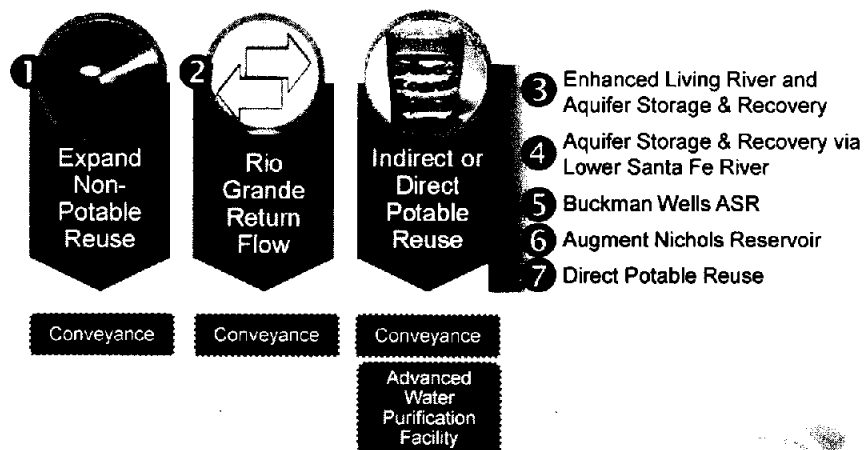 1
Expand
Non-
Potable
Reuse
Conveyance
2
Rio
Grande
Return
Flow
Conveyance
Indirect or
Direct
Potable
Reuse
Conveyance
Advanced
Water
Purification
Facility
3 Enhanced Living River and
Aquifer Storage & Recovery
4 Aquifer Storage & Recovery via
Lower Santa Fe River
5 Buckman Wells ASR
6 Augment Nichols Reservoir
7 Direct Potable Reuse